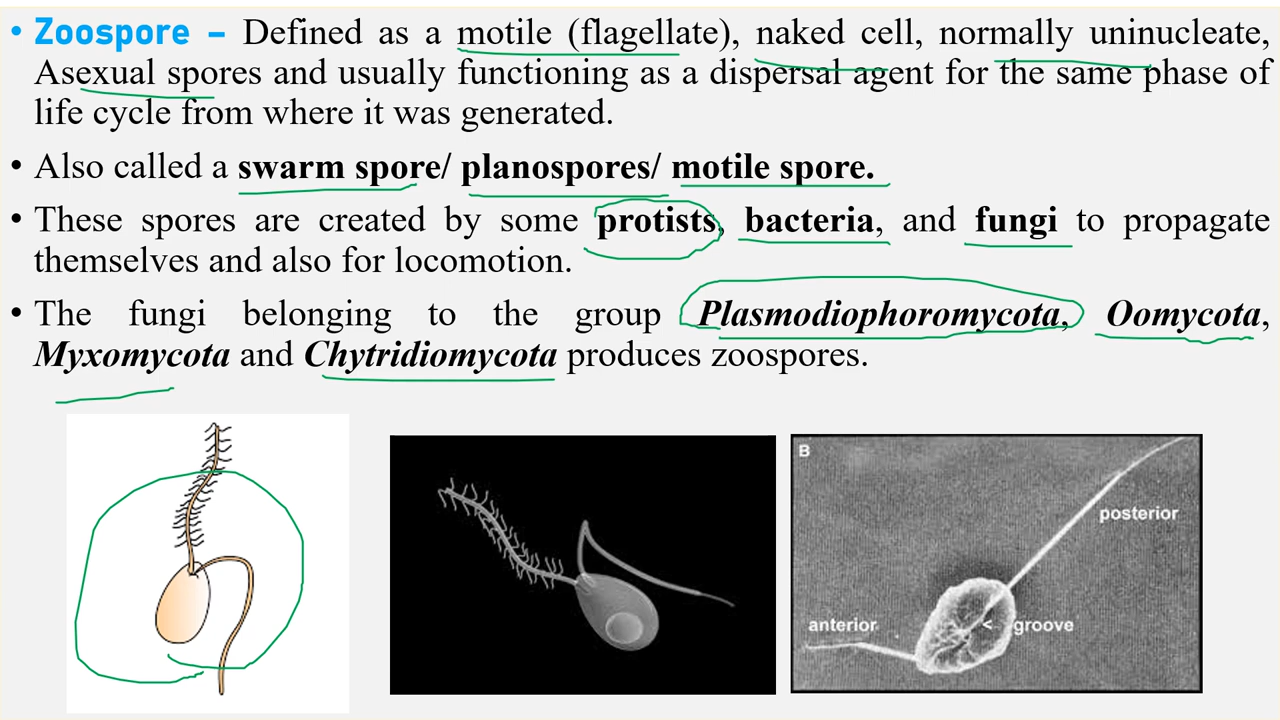 • Zoospore – Defined as a motile (flagellate), naked cell, normally uninucleate,
Asexual spores and usually functioning as a dispersal agent for the same phase of
life cycle from where it was generated.
• Also called a swarm spore/ planospores/ motile spore.
• These spores are created by some protists, bacteria, and fungi to propagate
themselves and also for locomotion.
• The fungi belonging to the group Plasmodiophoromycota, Oomycota,
Myxomycota and Chytridiomycota produces zoospores.
B
posterior
anterior < groove